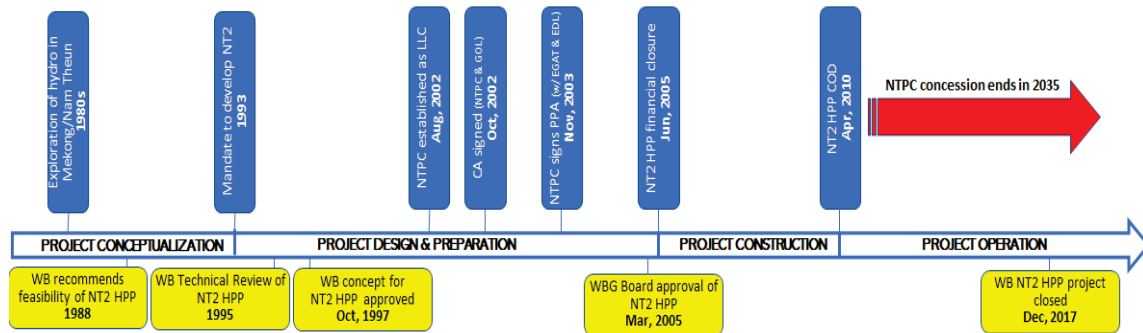 Exploration of hydro in
Mekong/Nam Theun
1980s
Mandate to develop NT2
1993
NTPC established as LLC
Aug, 2002
CA signed (NTPC & GOL)
Oct, 2002
NTPC signs PPA (w/ EGAT & EDL)
Nov, 2003
NT2 HPP financial closure
Jun, 2005
NT2 HPP COD
Apr, 2010
NTPC concession ends in 2035
PROJECT CONCEPTUALIZATION
PROJECT DESIGN & PREPARATION
PROJECT CONSTRUCTION
PROJECT OPERATION
WB recommends
feasibility of NT2 HPP
1988
WB Technical Review of
NT2 HPP
1995
WB concept for
NT2 HPP approved
Oct, 1997
WBG Board approval of
NT2 HPP
Mar, 2005
WB NT2 HPP project
closed
Dec, 2017